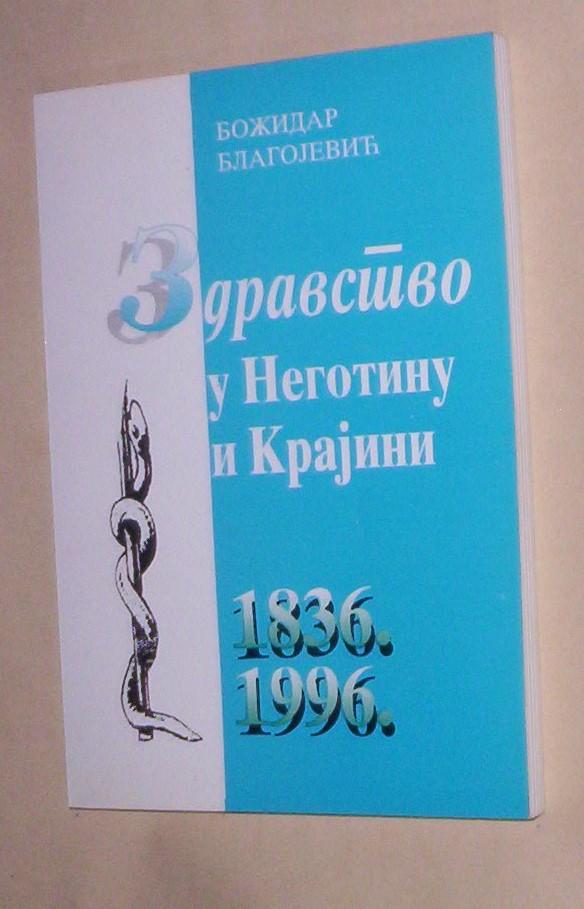 БОЖИДАР
БЛАГОЈЕВИЋ
Здравство
у Неготину
и Крајини
1836.
1996.